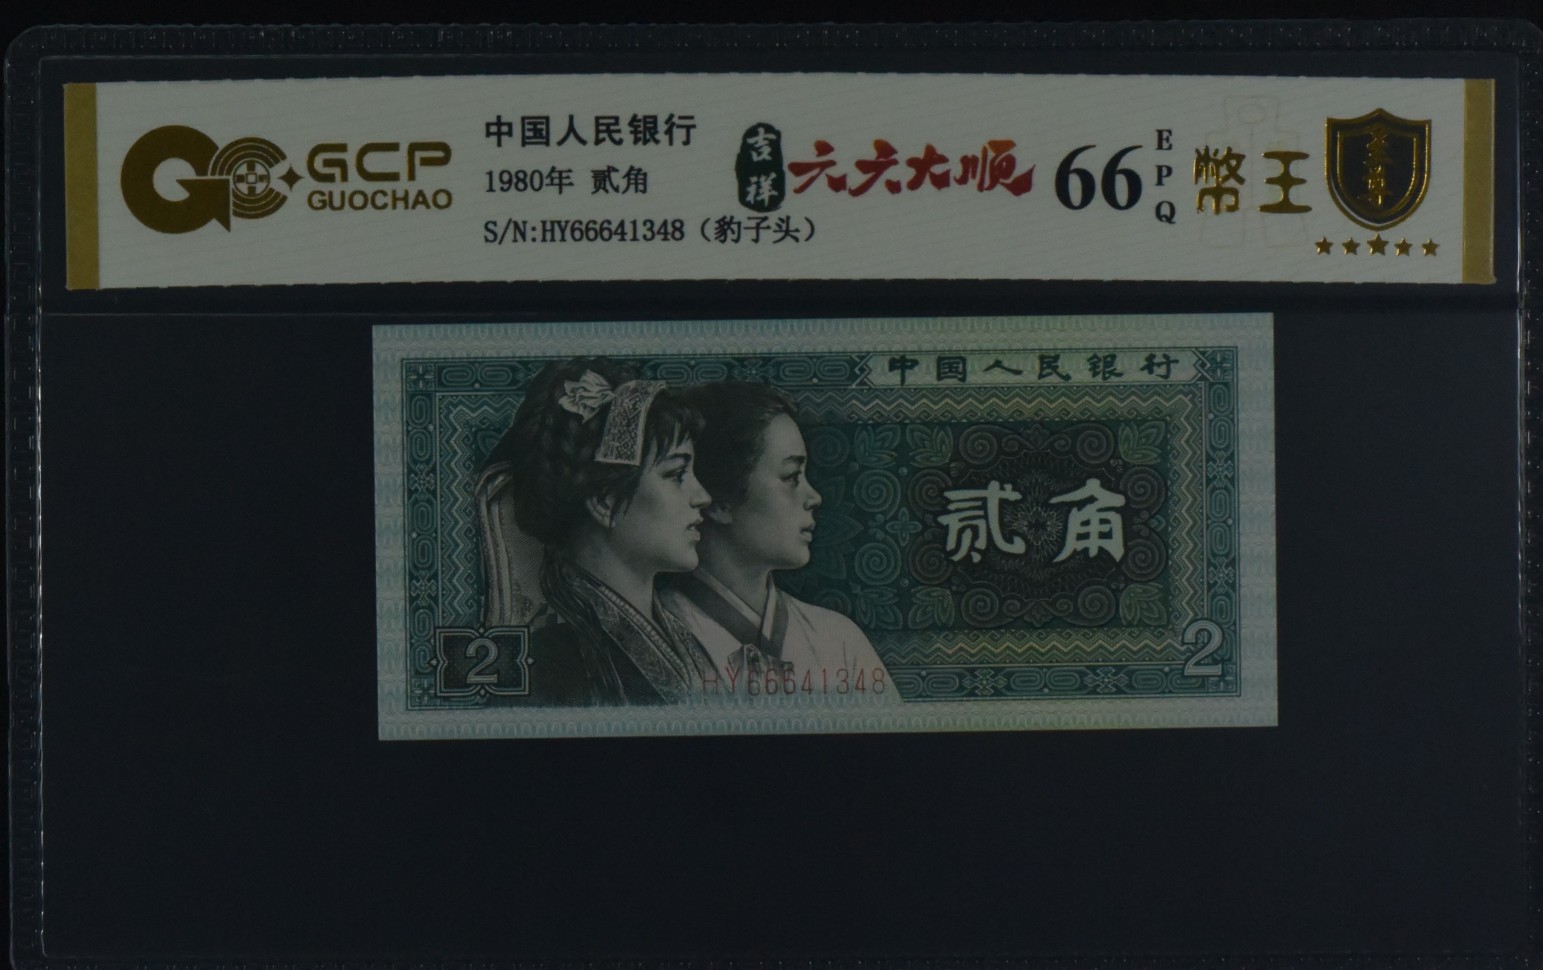 GCP
GUOCHAO
中国人民银行
1980年 贰角
S/N:HY66641348（豹子头）
吉祥
六六大顺
66
EPQ
幣王
中国人民银行
贰角
2
2
HY66641348